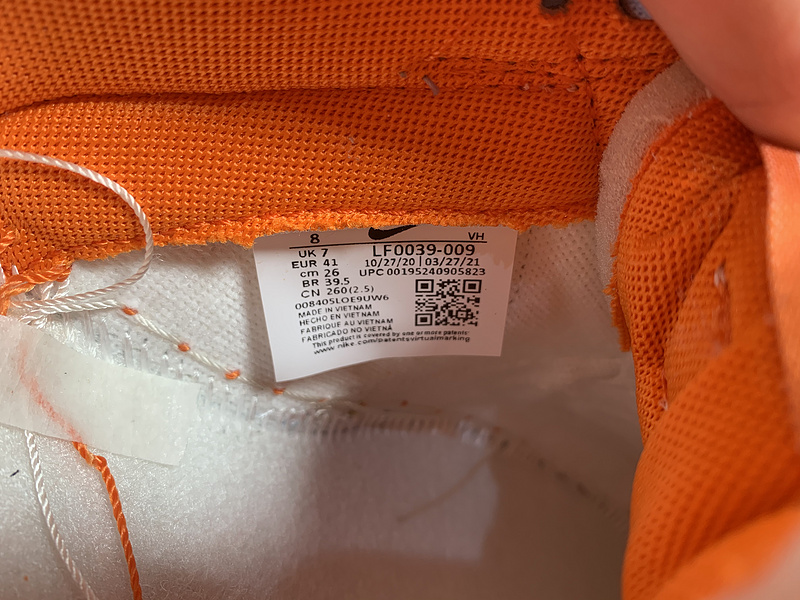 8 VH
UK 7 LF0039-009
EUR 41 10/27/20 | 03/27/21
cm 26 UPC 00195240905823
BR 39.5
CN 260(2.5)
008405LOE9UW6
MADE IN VIETNAM
HECHO EN VIETNAM
FABRIQUE AU VIETNAM
FABRICADO NO VIETNÃ
This product is covered by one or more patents:
www.nike.com/patentsvirtualmarking